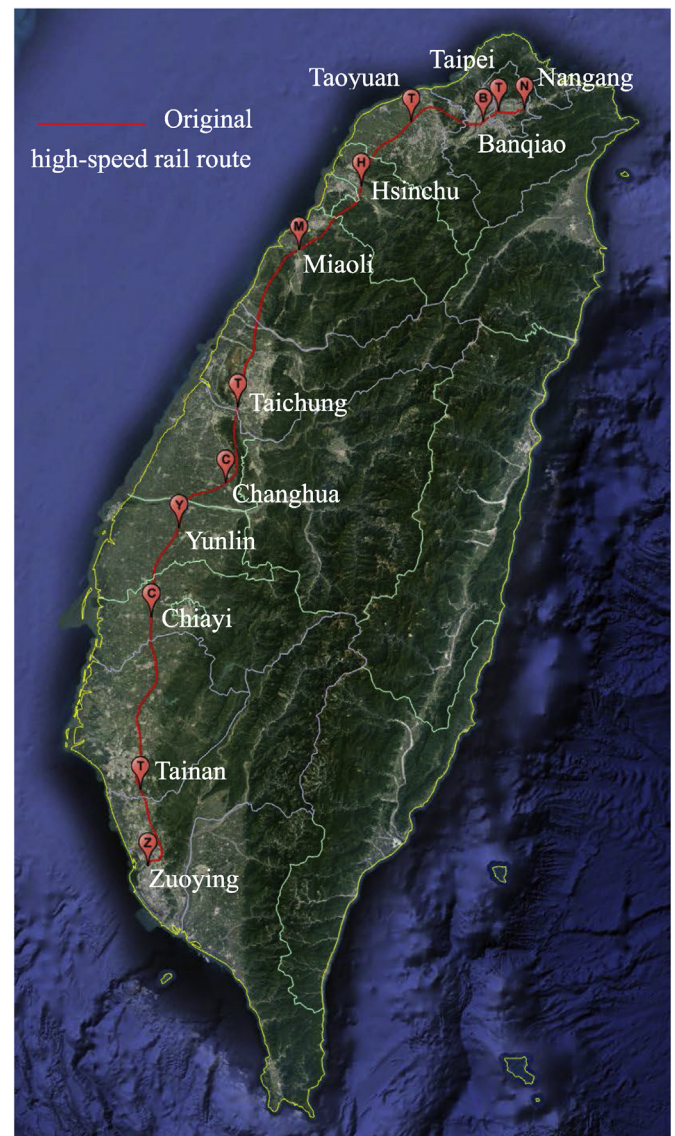 Taipei
Taoyuan
T
B
T
N
Nangang
Original
high-speed rail route
Banqiao
H
Hsinchu
M
Miaoli
T
Taichung
C
Changhua
Y
Yunlin
C
Chiayi
T
Tainan
Z
Zuoying